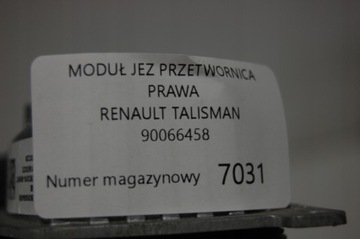 MODUŁ JEZ PRZETWORNICA
PRAWA
RENAULT TALISMAN
90066458
Numer magazynowy 7031